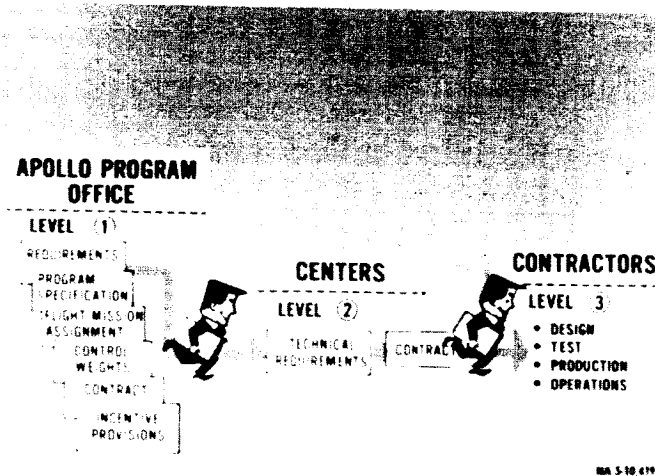 APOLLO PROGRAM
OFFICE
LEVEL (1)
REQUIREMENTS
PROGRAM
SPECIFICATION
FLIGHT MISSION
ASSIGNMENT
CONTROL
WEIGHTS
CONTRACT
INCENTIVE
PROVISIONS
CENTERS
LEVEL (2)
TECHNICAL
REQUIREMENTS
CONTRACT
CONTRACTORS
LEVEL 3
• DESIGN
• TEST
• PRODUCTION
• OPERATIONS